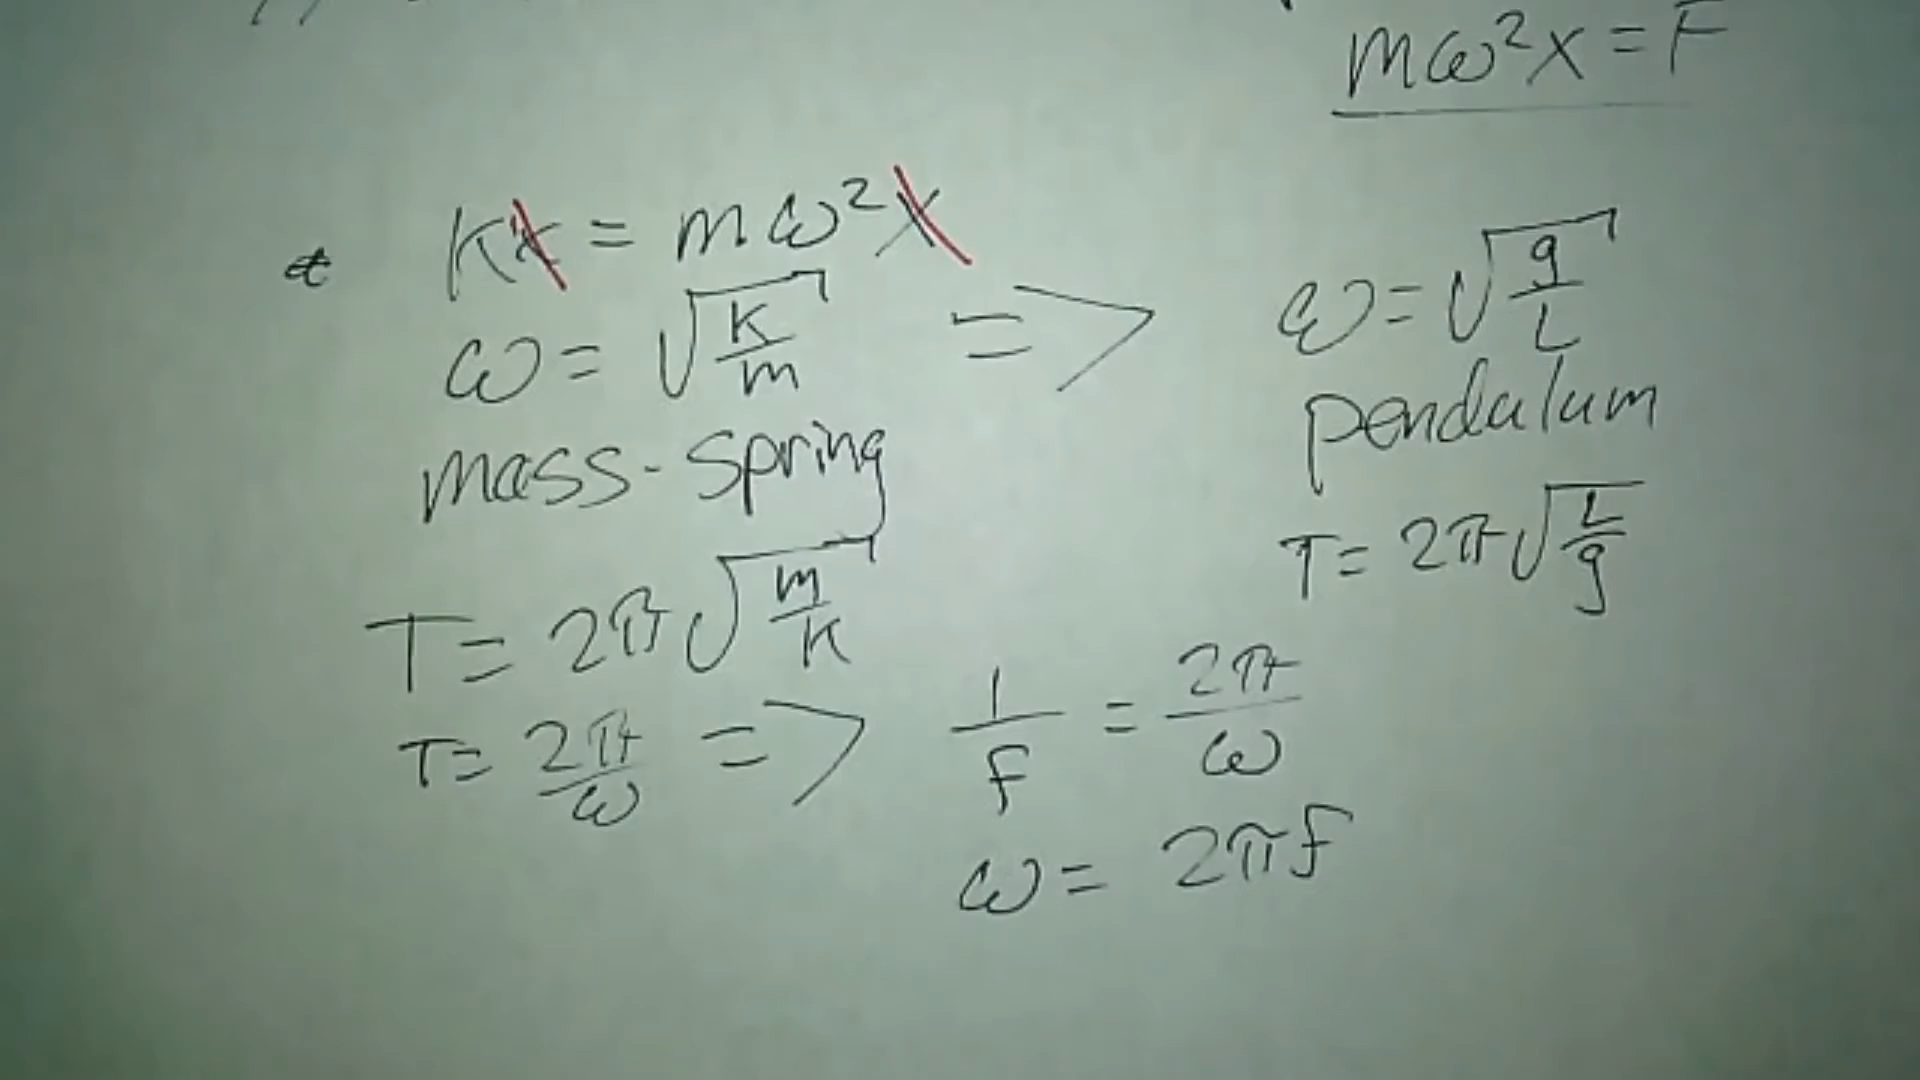 mω²x = F
kx = mω²x
ω = √(k/m) => ω = √(g/L)
mass-spring
pendulum
T = 2π√(m/k)
T = 2π√(L/g)
T = 2π/ω => 1/f = 2π/ω
ω = 2πf